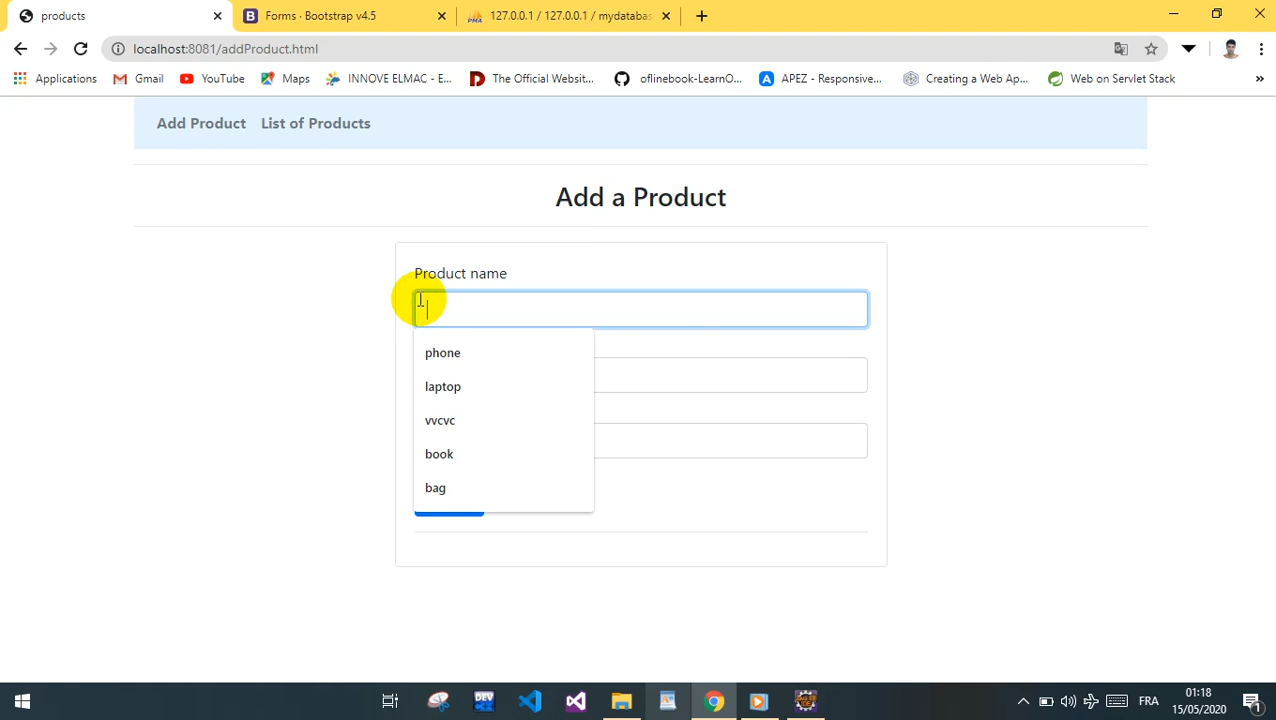 products
Forms · Bootstrap v4.5
127.0.0.1 / 127.0.0.1 / mydatabas
localhost:8081/addProduct.html
Applications
Gmail
YouTube
Maps
INNOVE ELMAC - E...
The Official Websit...
oflinebook-LearnO...
APEZ - Responsive...
Creating a Web Ap...
Web on Servlet Stack
»
Add Product
List of Products
Add a Product
Product name
phone
laptop
vvcvc
book
bag
FRA
01:18
15/05/2020
1